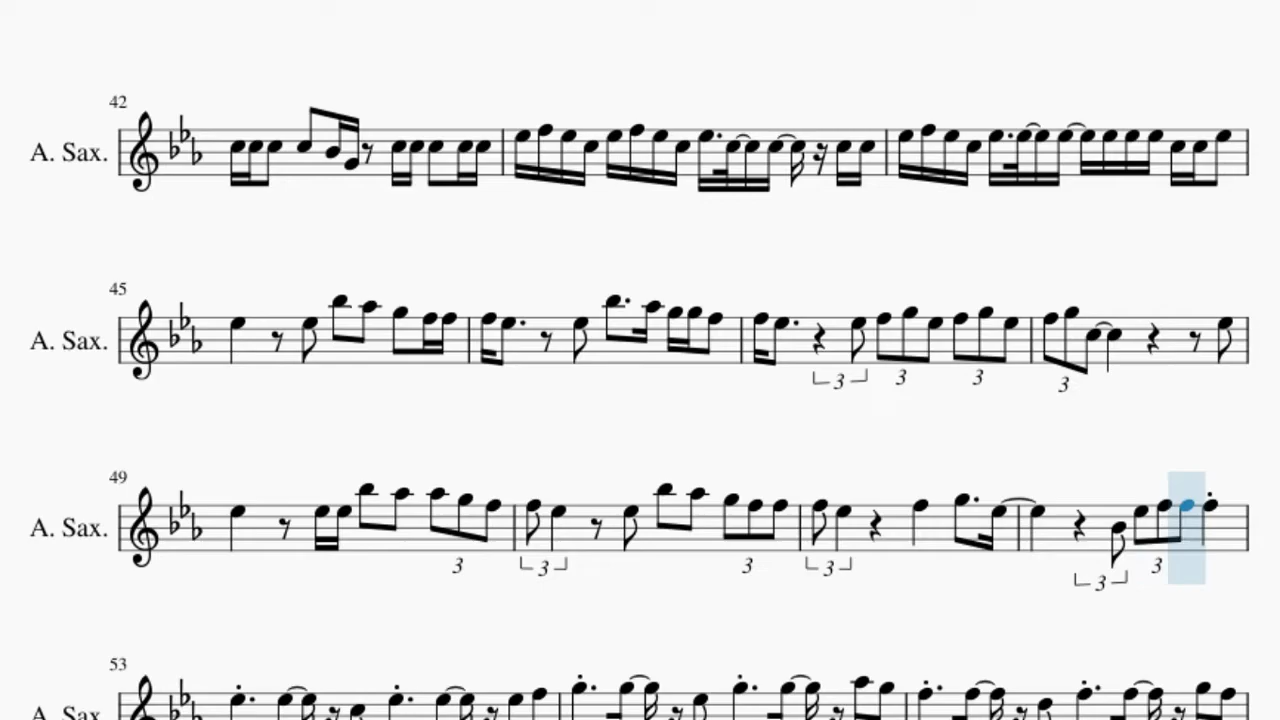 42
A. Sax.
45
A. Sax.
3 3 3 3
49
A. Sax.
3 3 3 3 3 3
53
A. Sax.